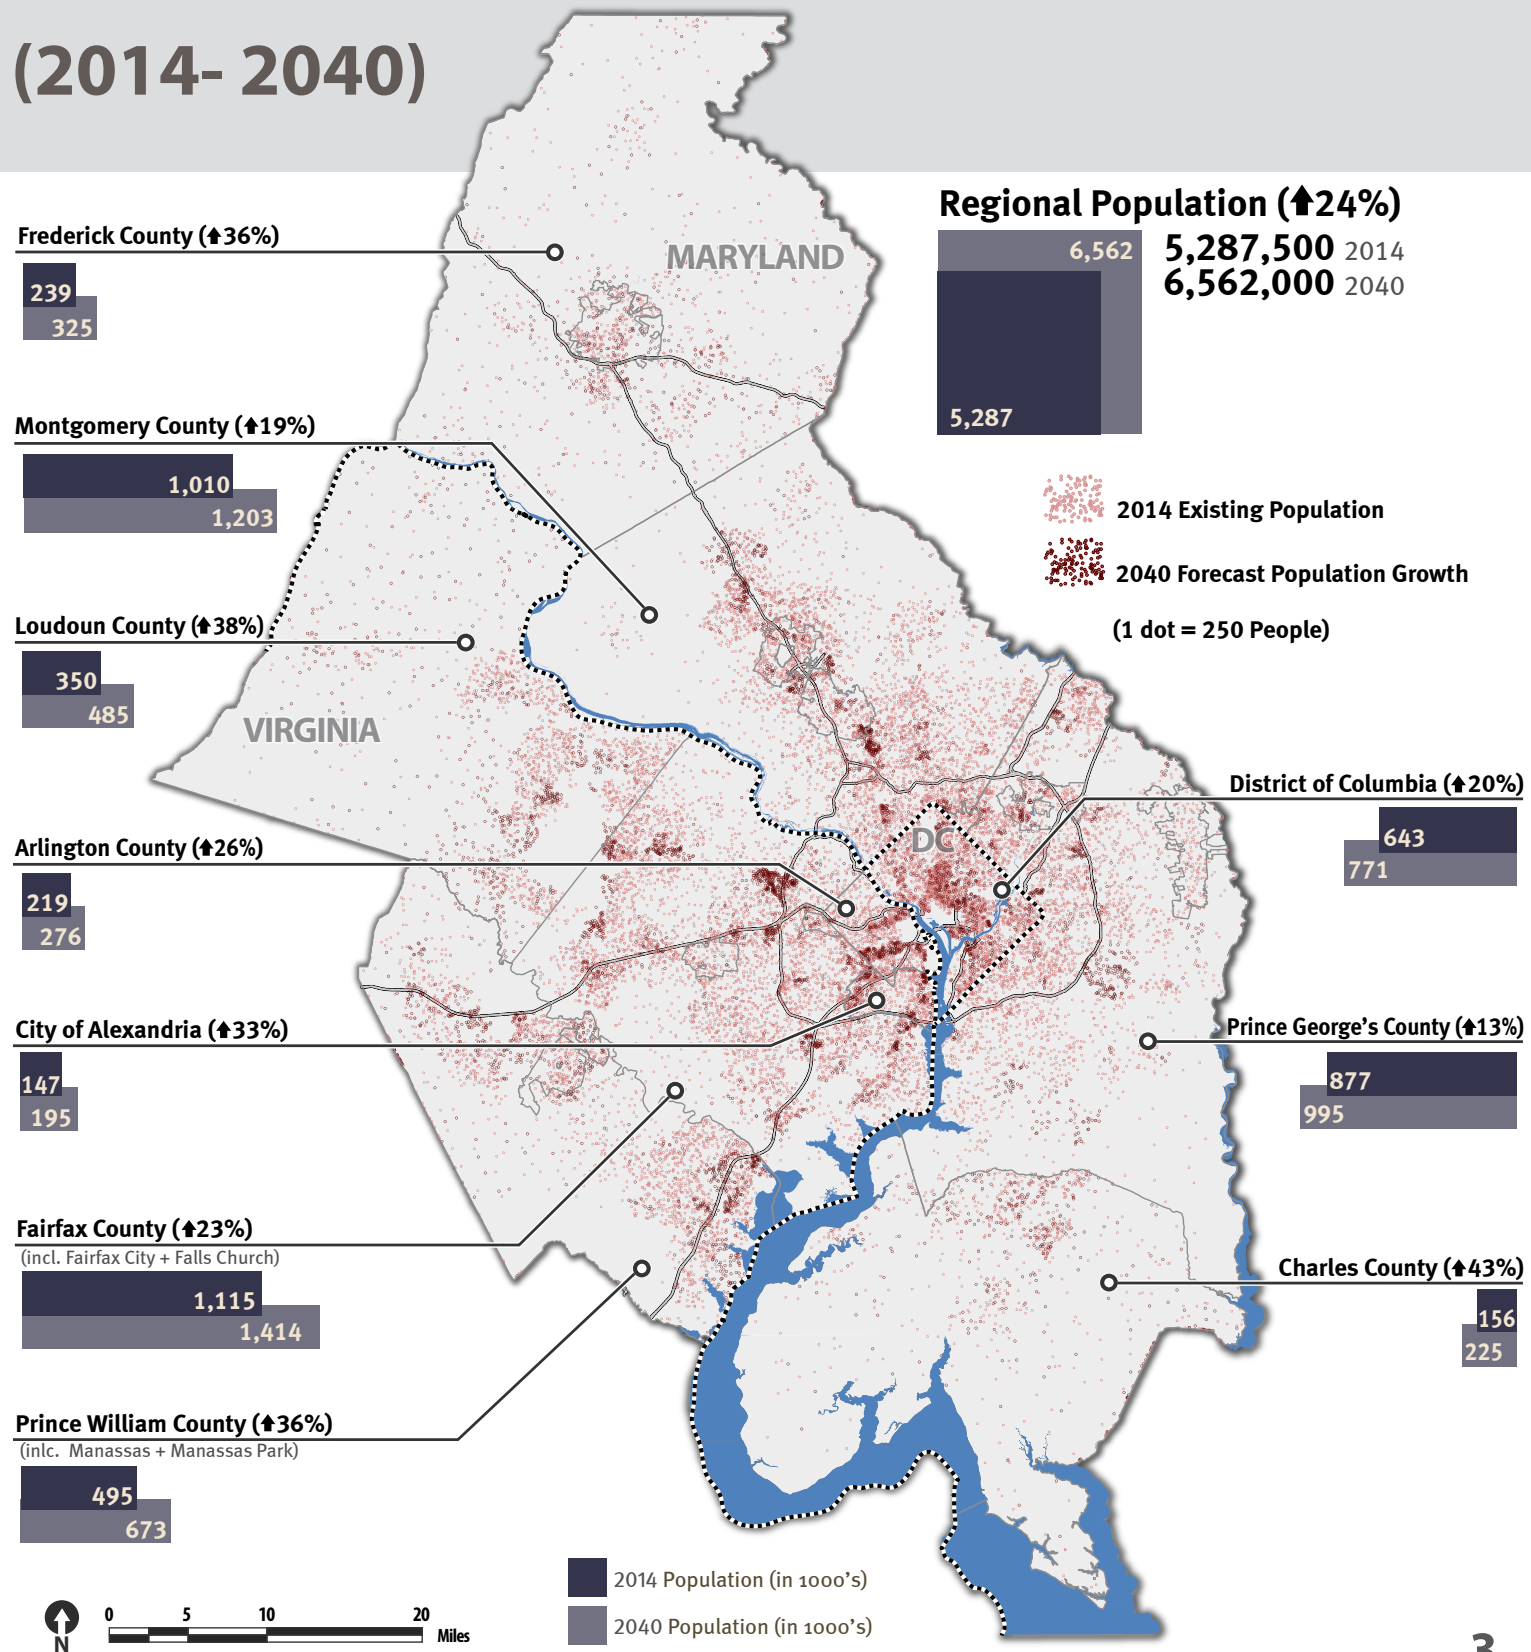 (2014- 2040)
Regional Population (⬆24%)
6,562
5,287,500 2014
6,562,000 2040
5,287
2014 Existing Population
2040 Forecast Population Growth
(1 dot = 250 People)
MARYLAND
VIRGINIA
DC
Frederick County (⬆36%)
239
325
Montgomery County (⬆19%)
1,010
1,203
Loudoun County (⬆38%)
350
485
Arlington County (⬆26%)
219
276
City of Alexandria (⬆33%)
147
195
Fairfax County (⬆23%)
(incl. Fairfax City + Falls Church)
1,115
1,414
Prince William County (⬆36%)
(inlc. Manassas + Manassas Park)
495
673
District of Columbia (⬆20%)
643
771
Prince George's County (⬆13%)
877
995
Charles County (⬆43%)
156
225
2014 Population (in 1000's)
2040 Population (in 1000's)
N
0 5 10 20
Miles
3